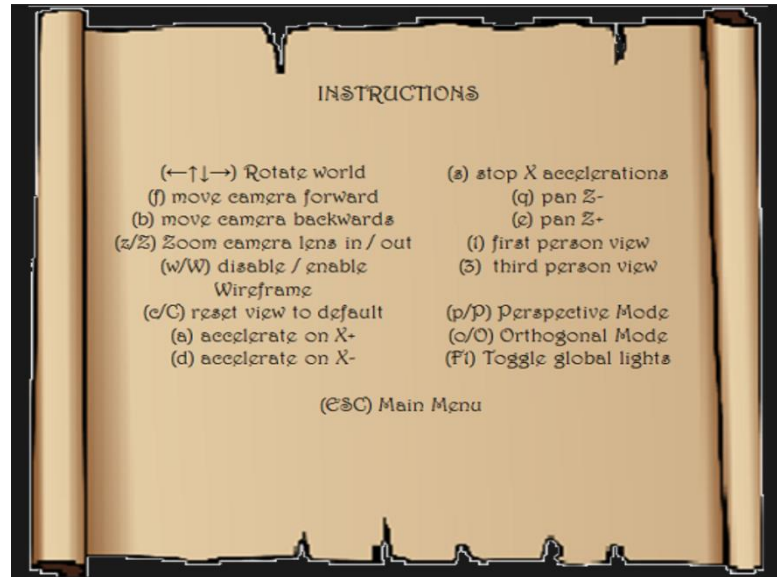 INSTRUCTIONS
(←↑↓→) Rotate world
(f) move camera forward
(b) move camera backwards
(z/Z) Zoom camera lens in / out
(w/W) disable / enable
Wireframe
(c/C) reset view to default
(a) accelerate on X+
(d) accelerate on X-
(s) stop X accelerations
(q) pan Z-
(e) pan Z+
(1) first person view
(3) third person view
(p/P) Perspective Mode
(o/O) Orthogonal Mode
(F1) Toggle global lights
(ESC) Main Menu